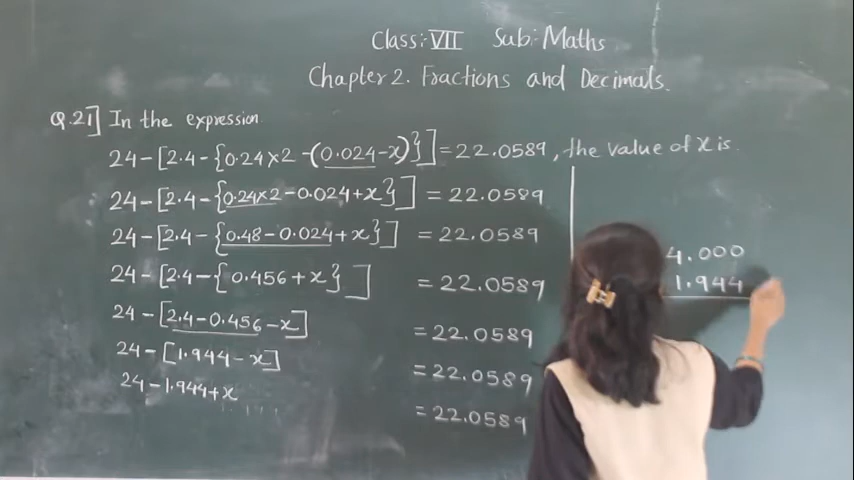 Class:- VII Sub:- Maths
Chapter 2. Fractions and Decimals.
Q.21] In the expression
24-[2.4-{0.24×2-(0.024-x)}]=22.0589, the value of x is.
24-[2.4-{0.24×2-0.024+x}] = 22.0589
24-[2.4-{0.48-0.024+x}] = 22.0589
24-[2.4-{0.456+x}] = 22.0589
24-[2.4-0.456-x] = 22.0589
24-[1.944-x] = 22.0589
24-1.944+x = 22.0589
4.000
1.944